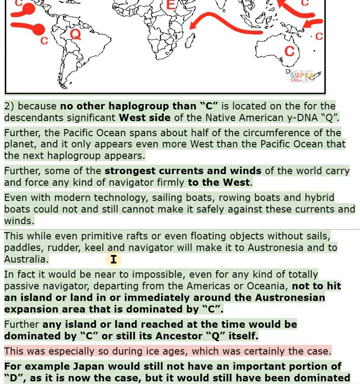 C
E
C
C
Q
C
C
2) because no other haplogroup than “C” is located on the for the
descendants significant West side of the Native American y-DNA “Q”.
Further, the Pacific Ocean spans about half of the circumference of the
planet, and it only appears even more West than the Pacific Ocean that
the next haplogroup appears.
Further, some of the strongest currents and winds of the world carry
and force any kind of navigator firmly to the West.
Even with modern technology, sailing boats, rowing boats and hybrid
boats could not and still cannot make it safely against these currents and
winds.
This while even primitive rafts or even floating objects without sails,
paddles, rudder, keel and navigator will make it to Austronesia and to
Australia.
In fact it would be near to impossible, even for any kind of totally
passive navigator, departing from the Americas or Oceania, not to hit
an island or land in or immediately around the Austronesian
expansion area that is dominated by “C”.
Further any island or land reached at the time would be
dominated by “C” or still its Ancestor “Q” itself.
This was especially so during ice ages, which was certainly the case.
For example Japan would still not have an important portion of
“D”, as it is now the case, but it would still have been dominated